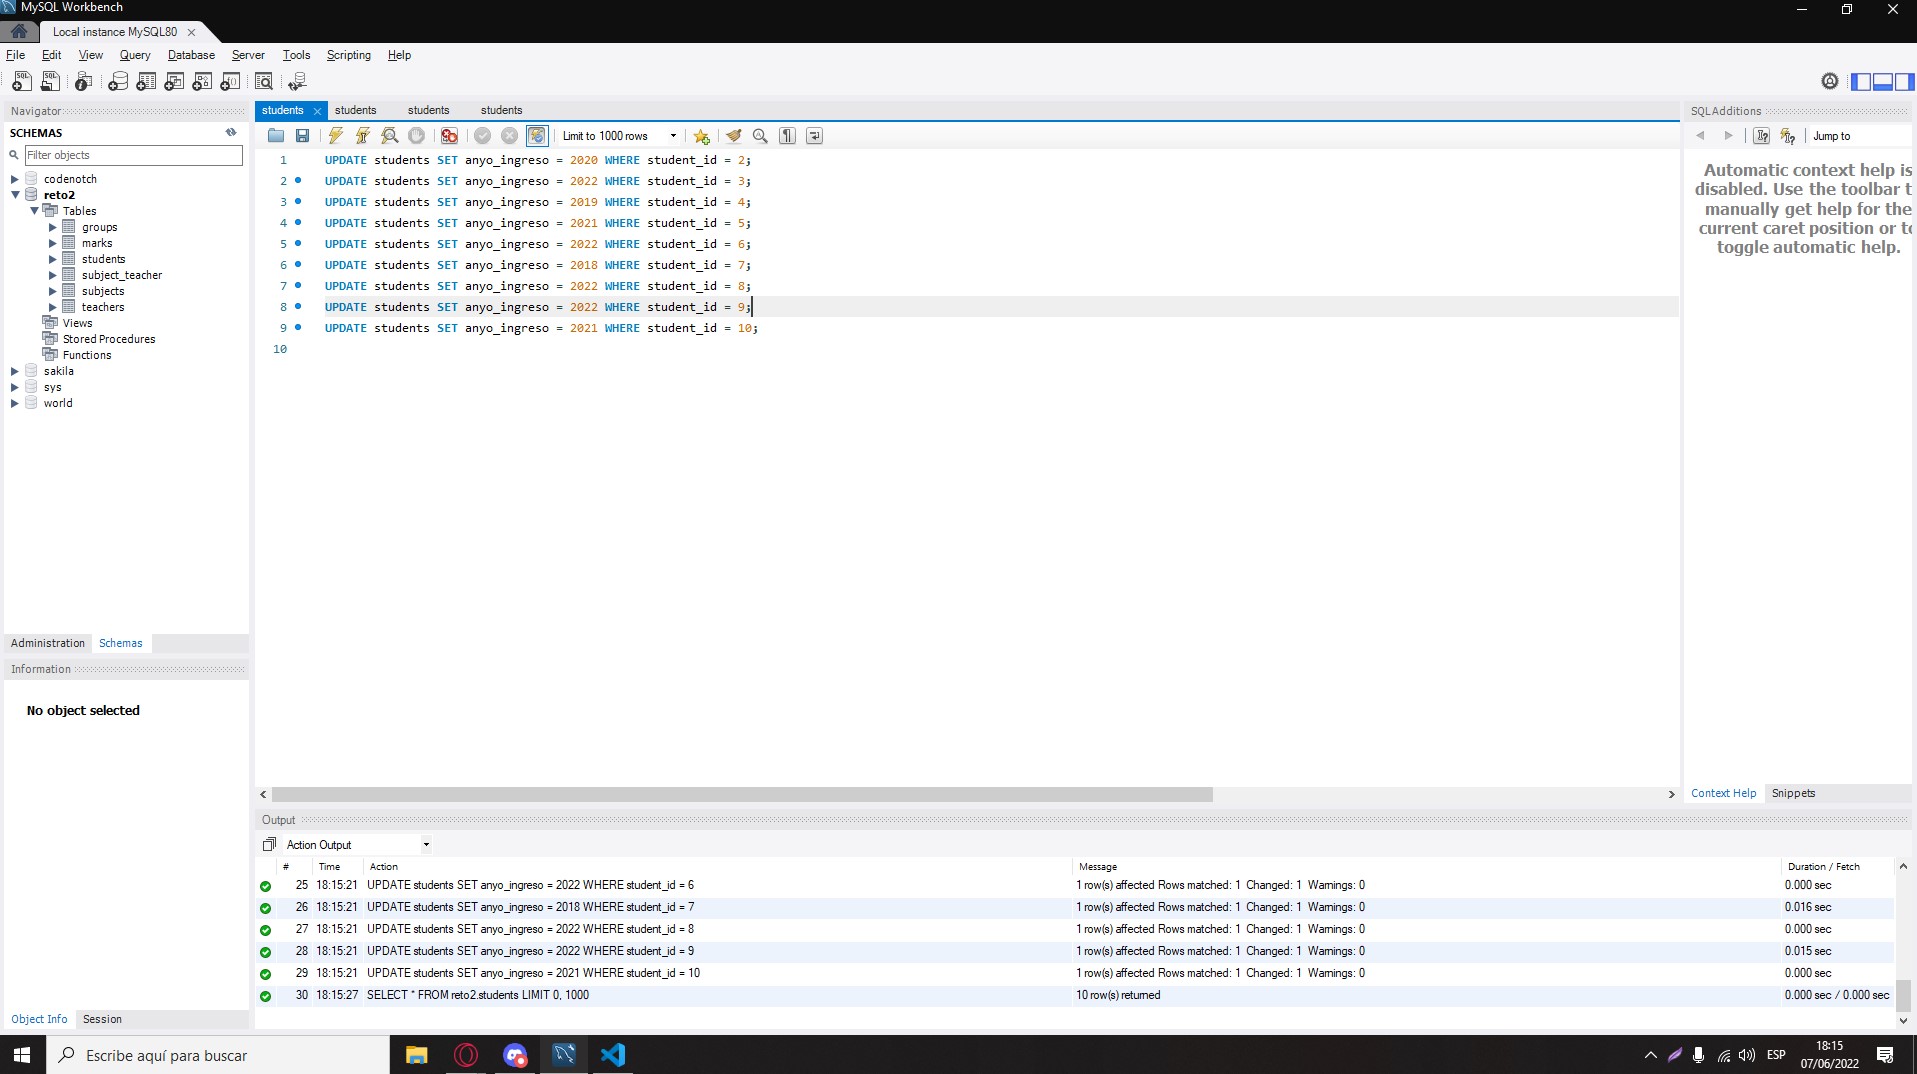 MySQL Workbench
Local instance MySQL80
File Edit View Query Database Server Tools Scripting Help
Navigator
SCHEMAS
Filter objects
codenotch
reto2
Tables
groups
marks
students
subject_teacher
subjects
teachers
Views
Stored Procedures
Functions
sakila
sys
world
Administration Schemas
Information
No object selected
Object Info Session
students students students students
Limit to 1000 rows
1 UPDATE students SET anyo_ingreso = 2020 WHERE student_id = 2;
2 UPDATE students SET anyo_ingreso = 2022 WHERE student_id = 3;
3 UPDATE students SET anyo_ingreso = 2019 WHERE student_id = 4;
4 UPDATE students SET anyo_ingreso = 2021 WHERE student_id = 5;
5 UPDATE students SET anyo_ingreso = 2022 WHERE student_id = 6;
6 UPDATE students SET anyo_ingreso = 2018 WHERE student_id = 7;
7 UPDATE students SET anyo_ingreso = 2022 WHERE student_id = 8;
8 UPDATE students SET anyo_ingreso = 2022 WHERE student_id = 9;
9 UPDATE students SET anyo_ingreso = 2021 WHERE student_id = 10;
10
SQLAdditions
Jump to
Automatic context help is
disabled. Use the toolbar t
manually get help for the
current caret position or to
toggle automatic help.
Context Help Snippets
Output
Action Output
# Time Action Message Duration / Fetch
25 18:15:21 UPDATE students SET anyo_ingreso = 2022 WHERE student_id = 6 1 row(s) affected Rows matched: 1 Changed: 1 Warnings: 0 0.000 sec
26 18:15:21 UPDATE students SET anyo_ingreso = 2018 WHERE student_id = 7 1 row(s) affected Rows matched: 1 Changed: 1 Warnings: 0 0.016 sec
27 18:15:21 UPDATE students SET anyo_ingreso = 2022 WHERE student_id = 8 1 row(s) affected Rows matched: 1 Changed: 1 Warnings: 0 0.000 sec
28 18:15:21 UPDATE students SET anyo_ingreso = 2022 WHERE student_id = 9 1 row(s) affected Rows matched: 1 Changed: 1 Warnings: 0 0.015 sec
29 18:15:21 UPDATE students SET anyo_ingreso = 2021 WHERE student_id = 10 1 row(s) affected Rows matched: 1 Changed: 1 Warnings: 0 0.000 sec
30 18:15:27 SELECT * FROM reto2.students LIMIT 0, 1000 10 row(s) returned 0.000 sec / 0.000 sec
Escribe aquí para buscar
ESP
18:15
07/06/2022